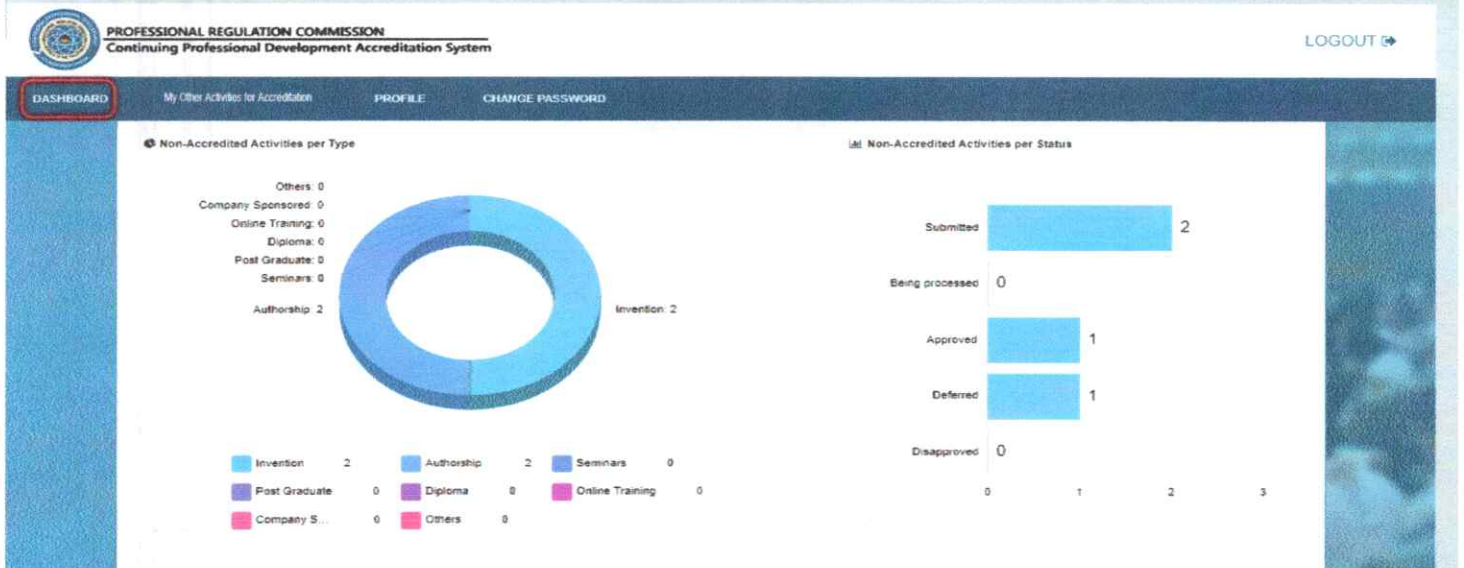 PROFESSIONAL REGULATION COMMISSION
Continuing Professional Development Accreditation System
LOGOUT
DASHBOARD My Other Activities for Accreditation PROFILE CHANGE PASSWORD
Non-Accredited Activities per Type
Others: 0
Company Sponsored: 0
Online Training: 0
Diploma: 0
Post Graduate: 0
Seminars: 0
Authorship: 2
Invention: 2
Invention 2 Authorship 2 Seminars 0
Post Graduate 0 Diploma 0 Online Training 0
Company S... 0 Others 0
Non-Accredited Activities per Status
Submitted 2
Being processed 0
Approved 1
Deferred 1
Disapproved 0
0 1 2 3